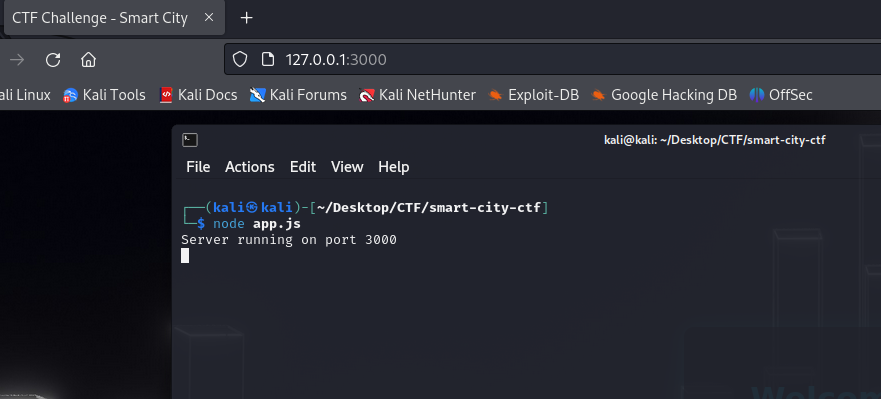 CTF Challenge - Smart City
127.0.0.1:3000
ali Linux Kali Tools Kali Docs Kali Forums Kali NetHunter Exploit-DB Google Hacking DB OffSec
kali@kali: ~/Desktop/CTF/smart-city-ctf
File Actions Edit View Help
┌──(kali㉿kali)-[~/Desktop/CTF/smart-city-ctf]
└─$ node app.js
Server running on port 3000
Welcom